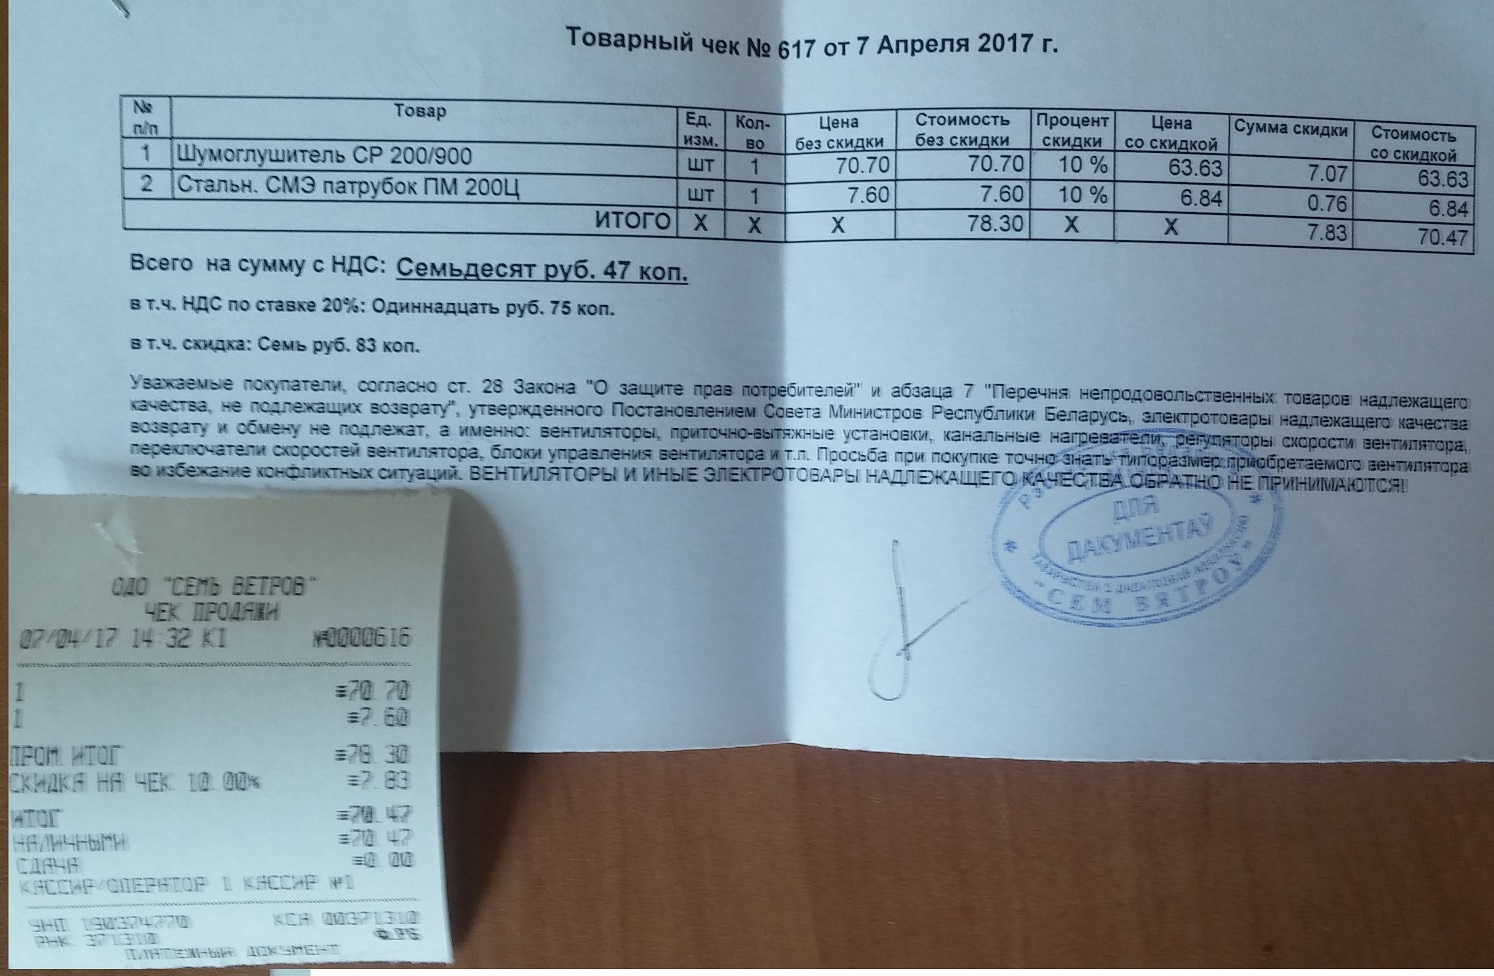 Товарный чек № 617 от 7 Апреля 2017 г.
№ п/п Товар Ед. изм. Кол-во Цена без скидки Стоимость без скидки Процент скидки Цена со скидкой Сумма скидки Стоимость со скидкой
1 Шумоглушитель СР 200/900 шт 1 70.70 70.70 10 % 63.63 7.07 63.63
2 Стальн. СМЭ патрубок ПМ 200Ц шт 1 7.60 7.60 10 % 6.84 0.76 6.84
ИТОГО X X X 78.30 X X 7.83 70.47
Всего на сумму с НДС: Семьдесят руб. 47 коп.
в т.ч. НДС по ставке 20%: Одиннадцать руб. 75 коп.
в т.ч. скидка: Семь руб. 83 коп.
Уважаемые покупатели, согласно ст. 28 Закона "О защите прав потребителей" и абзаца 7 "Перечня непродовольственных товаров надлежащего
качества, не подлежащих возврату", утвержденного Постановлением Совета Министров Республики Беларусь, электротовары надлежащего качества
возврату и обмену не подлежат, а именно: вентиляторы, приточно-вытяжные установки, канальные нагреватели, регуляторы скорости вентилятора,
переключатели скоростей вентилятора, блоки управления вентилятора и т.п. Просьба при покупке точно знать типоразмер приобретаемого вентилятора
во избежание конфликтных ситуаций. ВЕНТИЛЯТОРЫ И ИНЫЕ ЭЛЕКТРОТОВАРЫ НАДЛЕЖАЩЕГО КАЧЕСТВА ОБРАТНО НЕ ПРИНИМАЮТСЯ!
ДЛЯ
ДАКУМЕНТАЎ
"СЕМ ВЯТРОЎ"
ОДО "СЕМЬ ВЕТРОВ"
ЧЕК ПРОДАЖИ
07/04/17 14:32 К1 №0000616
1 ≡70.70
1 ≡7.60
ПРОМ.ИТОГ ≡78.30
СКИДКА НА ЧЕК 10.00% ≡7.83
ИТОГ ≡70.47
НАЛИЧНЫМИ ≡70.47
СДАЧА ≡0.00
КАССИР/ОПЕРАТОР 1 КАССИР №1
УНП 190374770 КСА 00371310
РНК 371310
ПЛАТЕЖНЫЙ ДОКУМЕНТ